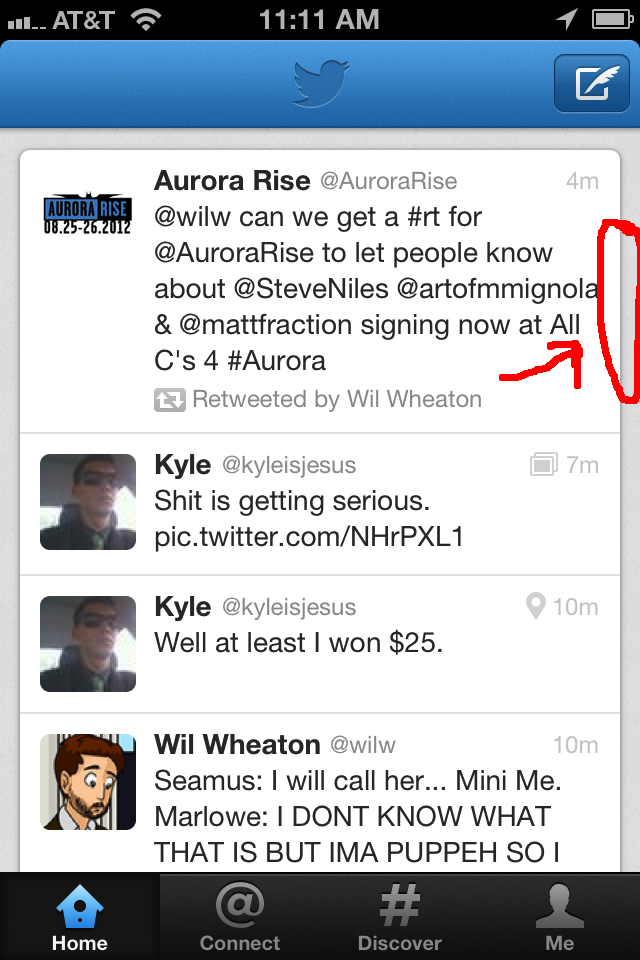 AT&T 11:11 AM
Aurora Rise @AuroraRise 4m
AURORA RISE
08.25-26.2012
@wilw can we get a #rt for
@AuroraRise to let people know
about @SteveNiles @artofmmignola
& @mattfraction signing now at All
C's 4 #Aurora
Retweeted by Wil Wheaton
Kyle @kyleisjesus 7m
Shit is getting serious.
pic.twitter.com/NHrPXL1
Kyle @kyleisjesus 10m
Well at least I won $25.
Wil Wheaton @wilw 10m
Seamus: I will call her... Mini Me.
Marlowe: I DONT KNOW WHAT
THAT IS BUT IMA PUPPEH SO I
Home Connect Discover Me